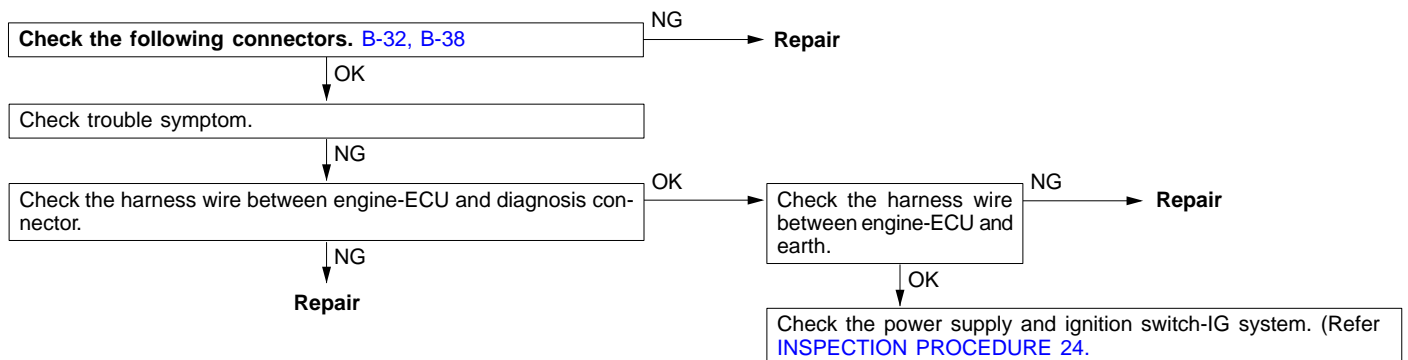 Check the following connectors. B-32, B-38
NG
Repair
OK
Check trouble symptom.
NG
Check the harness wire between engine-ECU and diagnosis con-
nector.
OK
Check the harness wire
between engine-ECU and
earth.
NG
Repair
NG
Repair
OK
Check the power supply and ignition switch-IG system. (Refer
INSPECTION PROCEDURE 24.